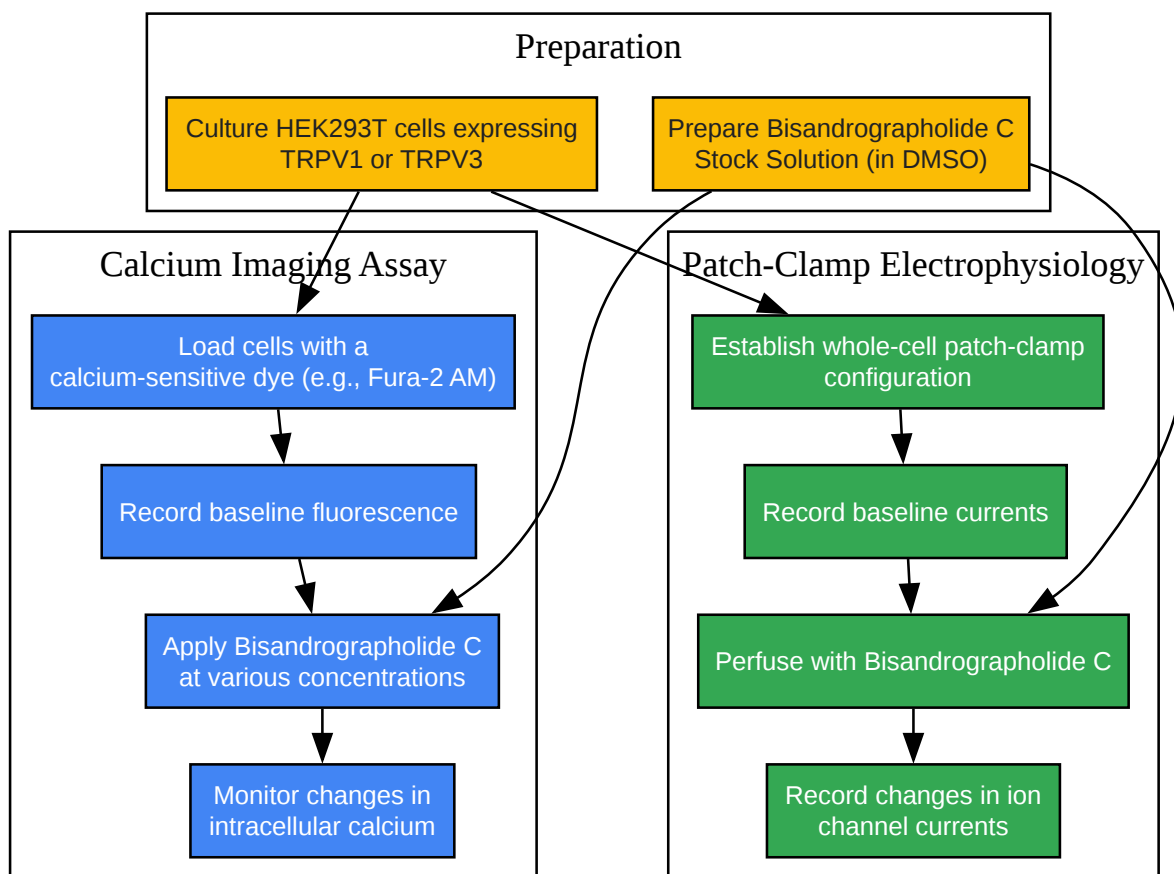 Preparation
Culture HEK293T cells expressing
TRPV1 or TRPV3
Prepare Bisandrographolide C
Stock Solution (in DMSO)
Calcium Imaging Assay
Load cells with a
calcium-sensitive dye (e.g., Fura-2 AM)
Record baseline fluorescence
Apply Bisandrographolide C
at various concentrations
Monitor changes in
intracellular calcium
Patch-Clamp Electrophysiology
Establish whole-cell patch-clamp
configuration
Record baseline currents
Perfuse with Bisandrographolide C
Record changes in ion
channel currents